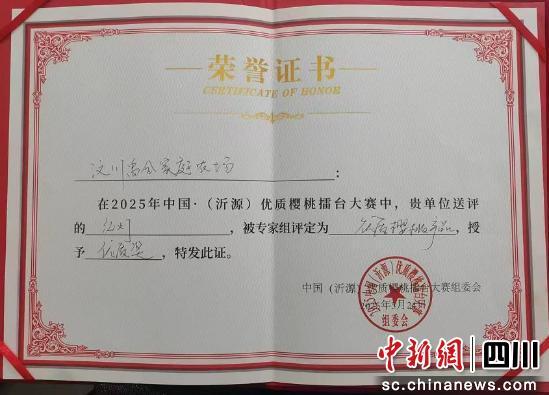 荣誉证书
CERTIFICATE OF HONOR
汶川禹众家庭农场:
在2025年中国·(沂源)优质樱桃擂台大赛中,贵单位送评
的 红灯 ,被专家组评定为 优质樱桃产品,授
予 优质奖 ,特发此证。
中国(沂源)优质樱桃擂台大赛组委会
组委会
中新网 四川
sc.chinanews.com